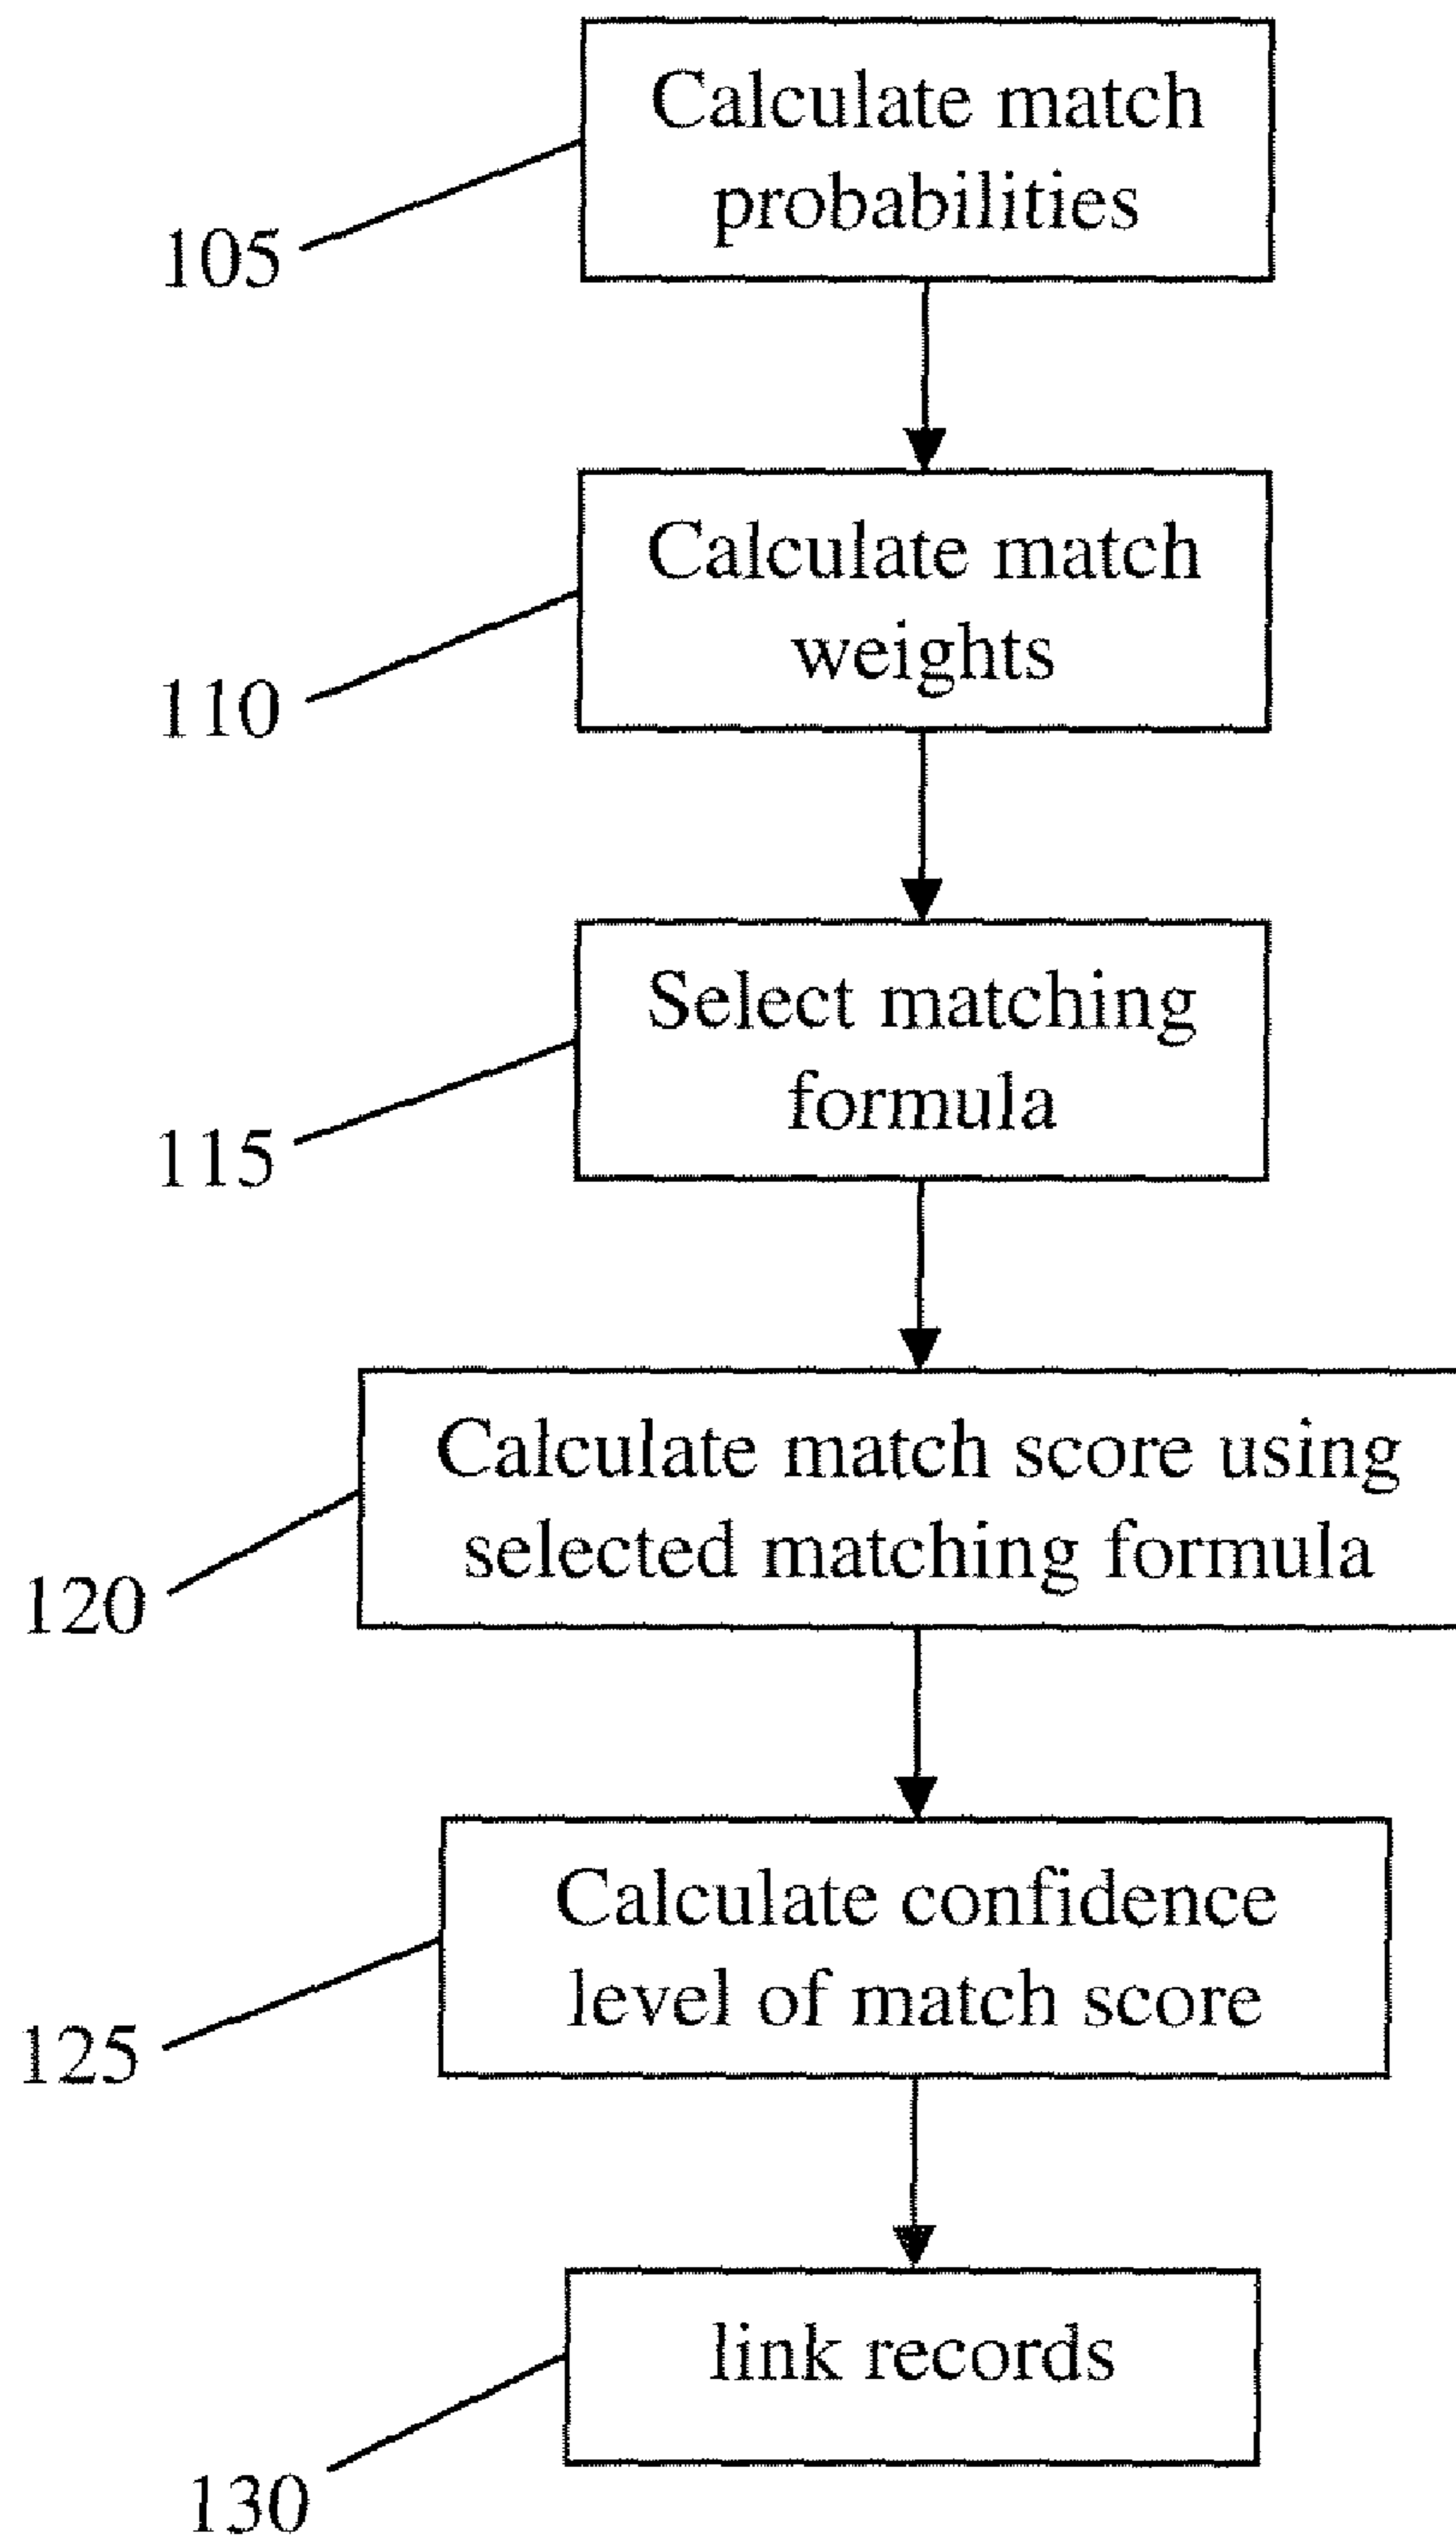 Calculate match
probabilities
105
Calculate match
weights
110
Select matching
formula
115
Calculate match score using
selected matching formula
120
Calculate confidence
level of match score
125
link records
130